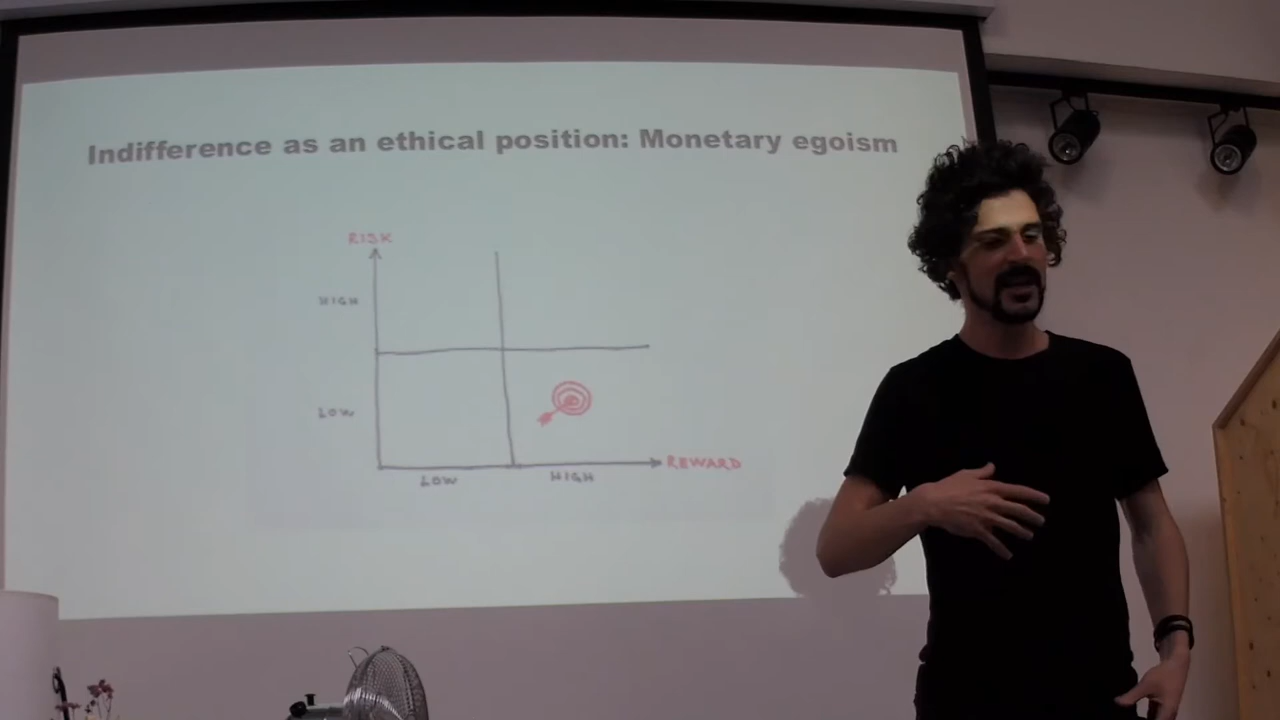 Indifference as an ethical position: Monetary egoism
RISK
HIGH
LOW
REWARD
LOW
HIGH